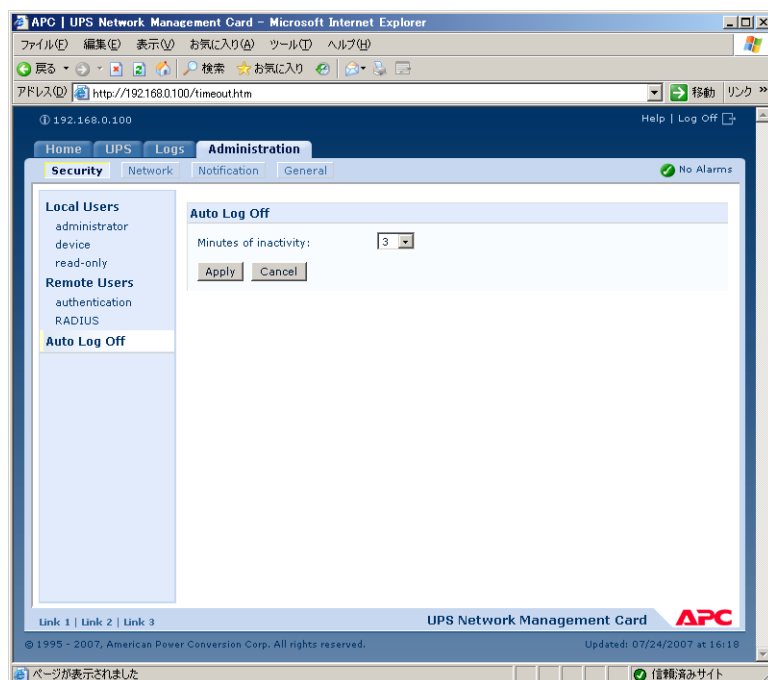 APC | UPS Network Management Card - Microsoft Internet Explorer
ファイル(F) 編集(E) 表示(V) お気に入り(A) ツール(T) ヘルプ(H)
戻る 検索 お気に入り
アドレス(D) http://192.168.0.100/timeout.htm 移動 リンク »
192.168.0.100 Help | Log Off
Home UPS Logs Administration
Security Network Notification General No Alarms
Local Users
administrator
device
read-only
Remote Users
authentication
RADIUS
Auto Log Off
Auto Log Off
Minutes of inactivity: 3
Apply Cancel
Link 1 | Link 2 | Link 3 UPS Network Management Card APC
© 1995 - 2007, American Power Conversion Corp. All rights reserved. Updated: 07/24/2007 at 16:18
ページが表示されました 信頼済みサイト